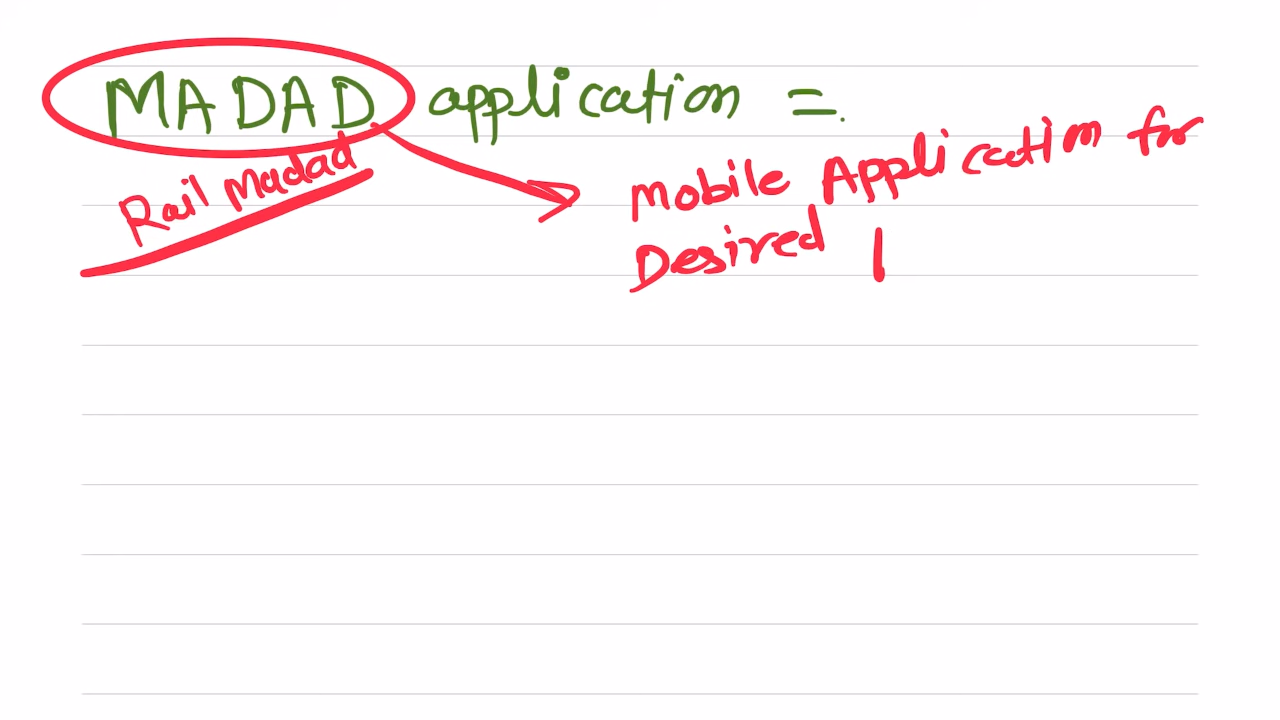 MADAD application =
Rail Madad
Mobile Application for
Desired